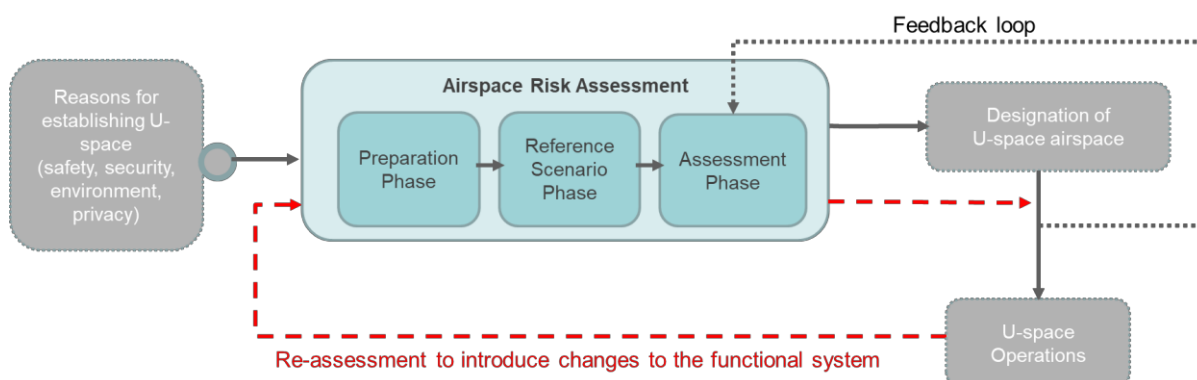 Feedback loop
Reasons for
establishing U-
space
(safety, security,
environment,
privacy)
Airspace Risk Assessment
Preparation
Phase
Reference
Scenario
Phase
Assessment
Phase
Designation of
U-space airspace
U-space
Operations
Re-assessment to introduce changes to the functional system